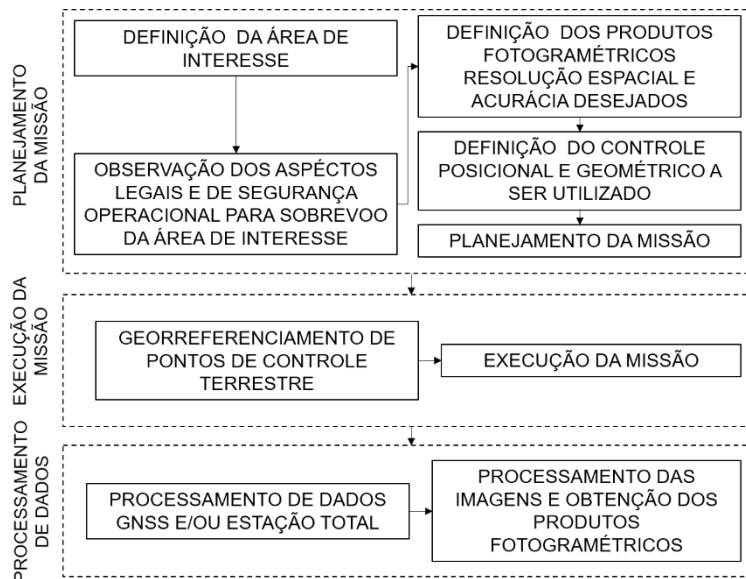 PLANEJAMENTO
DA MISSÃO
DEFINIÇÃO DA ÁREA DE
INTERESSE
OBSERVAÇÃO DOS ASPÉCTOS
LEGAIS E DE SEGURANÇA
OPERACIONAL PARA SOBREVOO
DA ÁREA DE INTERESSE
DEFINIÇÃO DOS PRODUTOS
FOTOGRAMÉTRICOS
RESOLUÇÃO ESPACIAL E
ACURÁCIA DESEJADOS
DEFINIÇÃO DO CONTROLE
POSICIONAL E GEOMÉTRICO A
SER UTILIZADO
PLANEJAMENTO DA MISSÃO
EXECUÇÃO DA
MISSÃO
GEORREFERENCIAMENTO DE
PONTOS DE CONTROLE
TERRESTRE
EXECUÇÃO DA MISSÃO
PROCESSAMENTO
DE DADOS
PROCESSAMENTO DE DADOS
GNSS E/OU ESTAÇÃO TOTAL
PROCESSAMENTO DAS
IMAGENS E OBTENÇÃO DOS
PRODUTOS
FOTOGRAMÉTRICOS